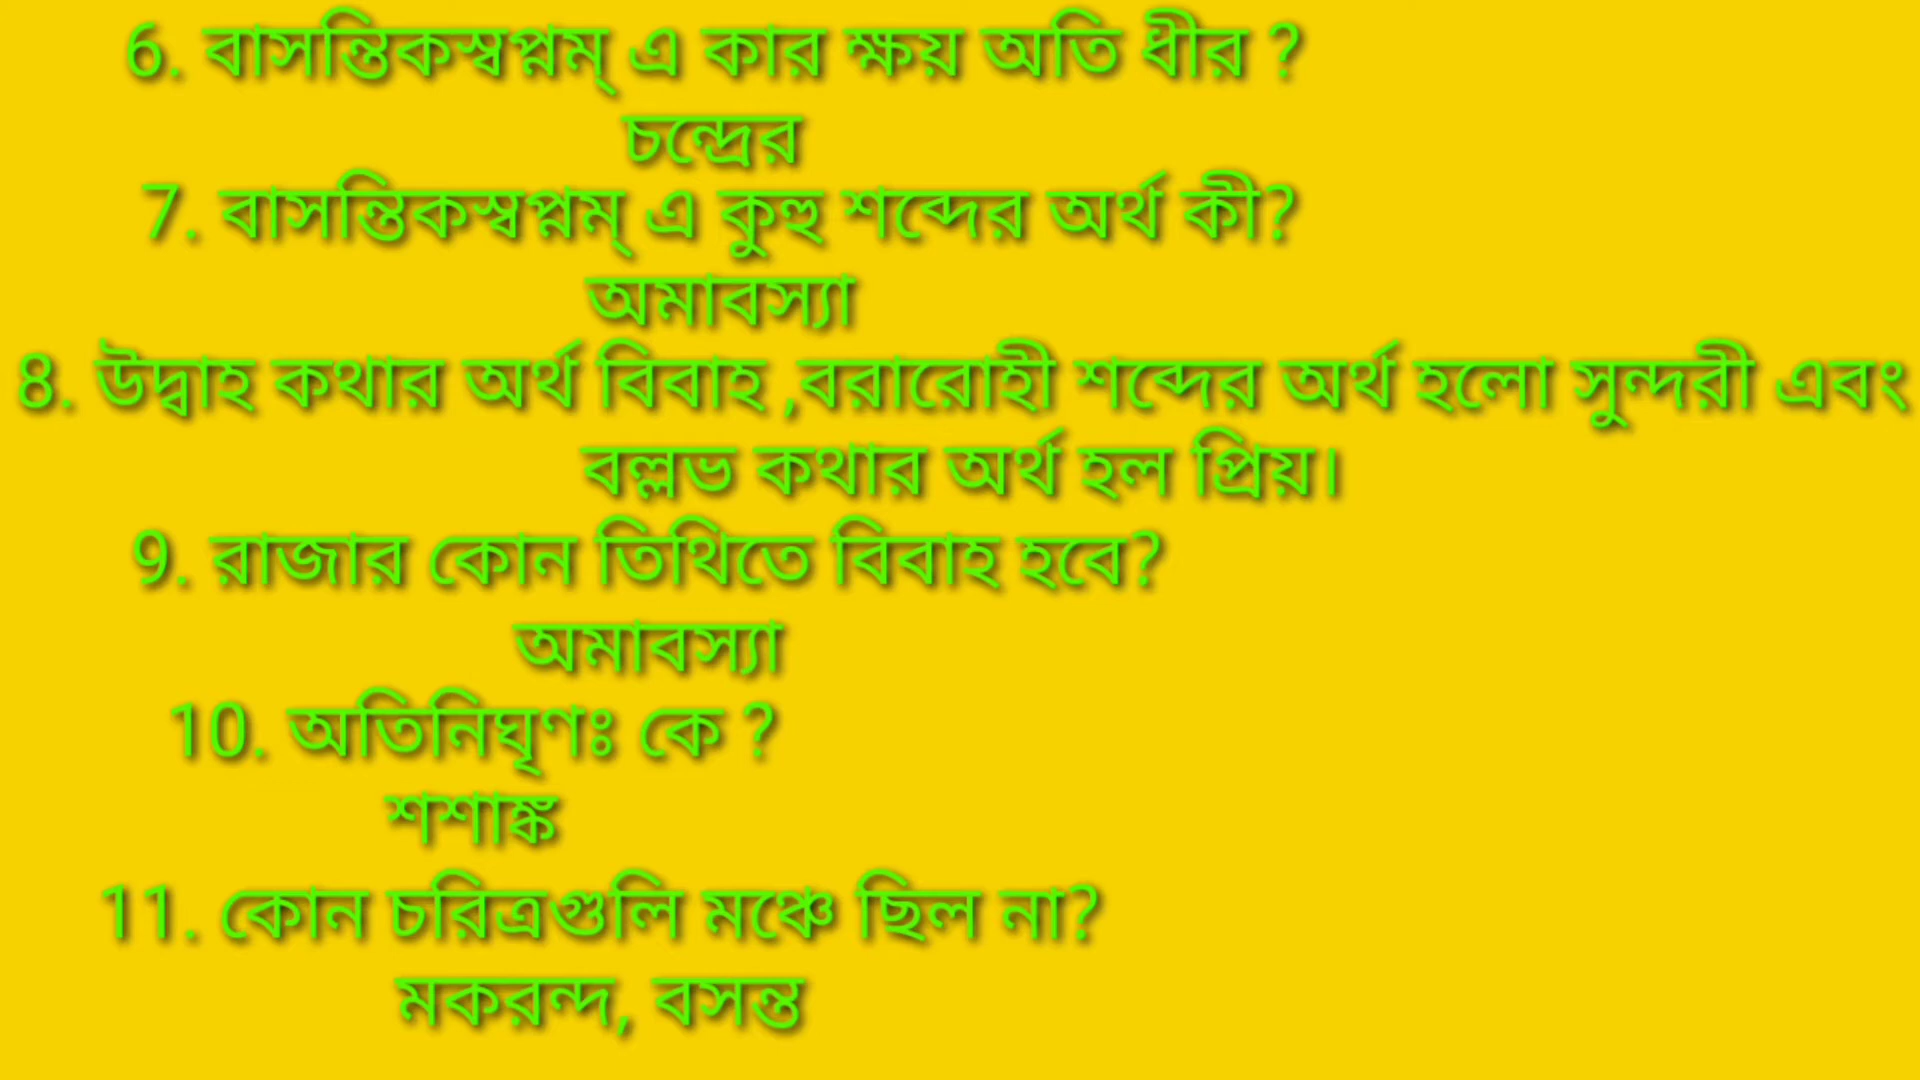 6. বাসন্তিকস্বপ্নম্ এ কার ক্ষয় অতি ধীর ?
চন্দ্রের
7. বাসন্তিকস্বপ্নম্ এ কুহু শব্দের অর্থ কী?
অমাবস্যা
8. উদ্বাহ কথার অর্থ বিবাহ ,বরারোহী শব্দের অর্থ হলো সুন্দরী এবং
বল্লভ কথার অর্থ হল প্রিয়।
9. রাজার কোন তিথিতে বিবাহ হবে?
অমাবস্যা
10. অতিনিঘৃণঃ কে ?
শশাঙ্ক
11. কোন চরিত্রগুলি মঞ্চে ছিল না?
মকরন্দ, বসন্ত